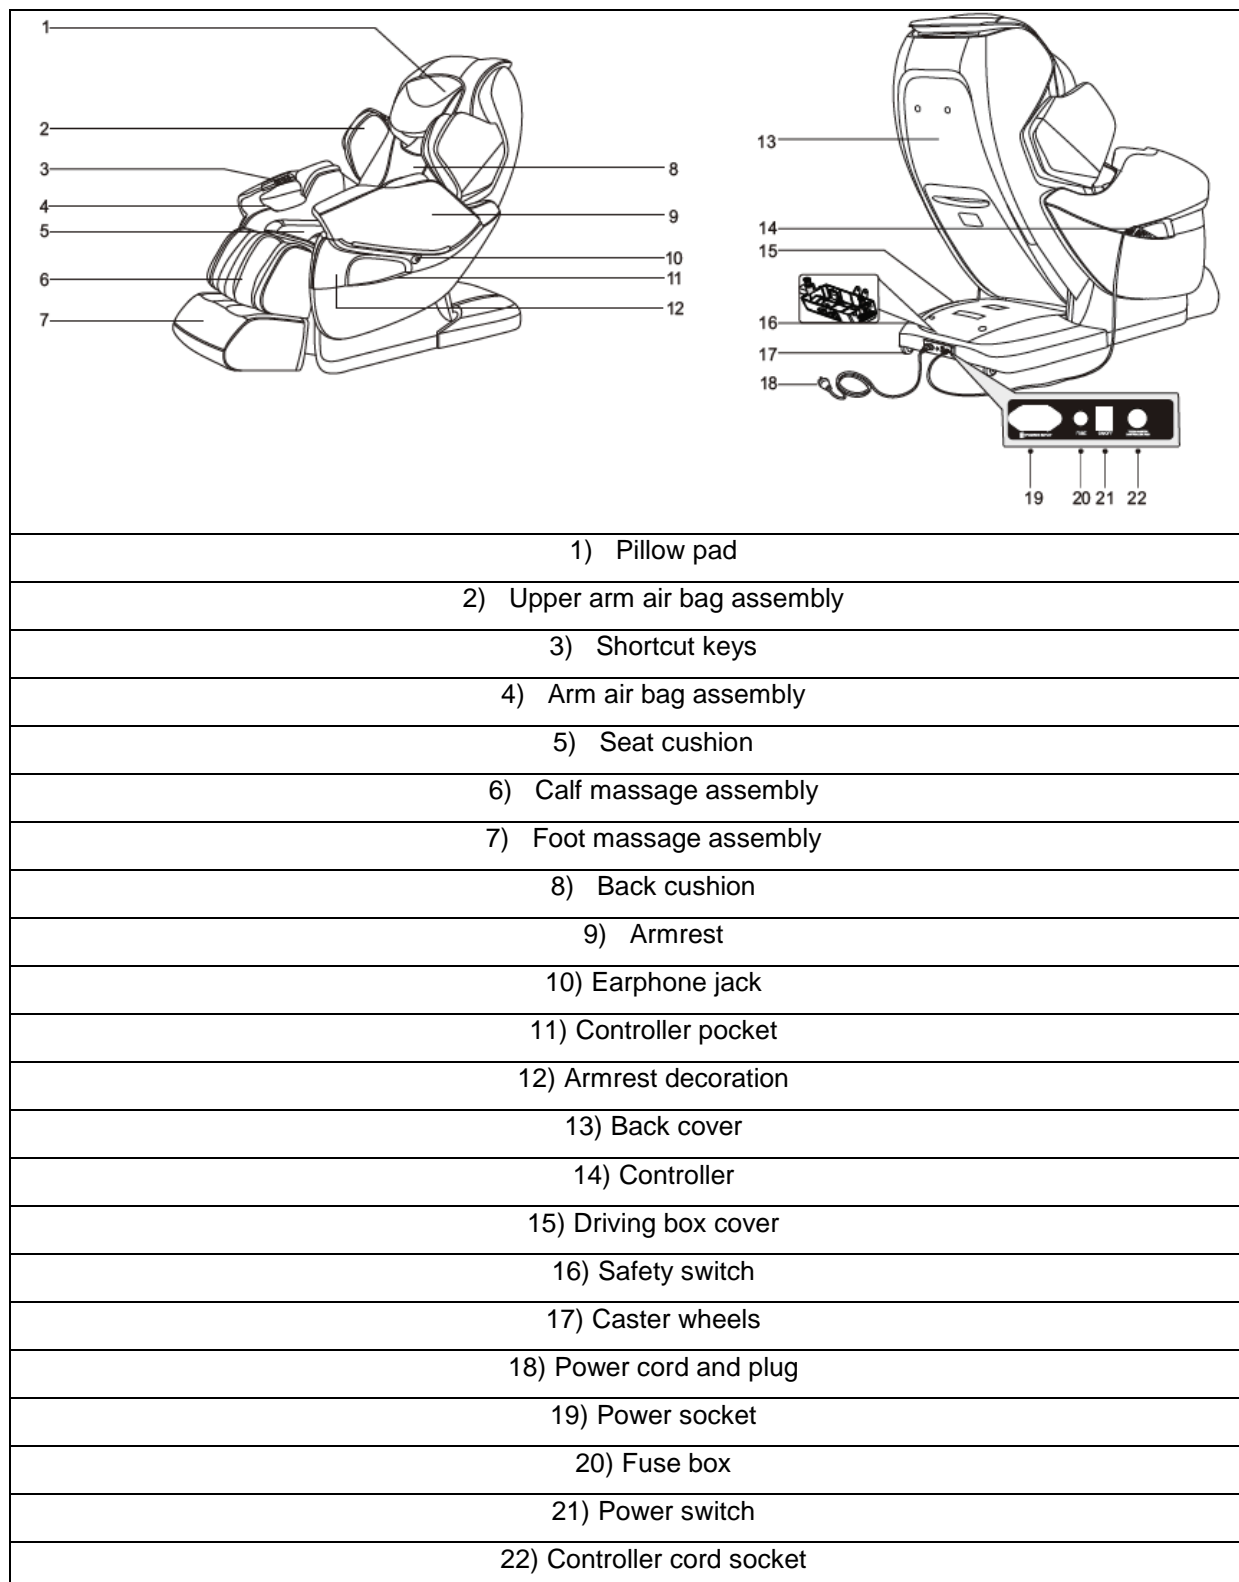 1
2
3
4
5
6
7
8
9
10
11
12
13
14
15
16
17
18
19 20 21 22
1) Pillow pad
2) Upper arm air bag assembly
3) Shortcut keys
4) Arm air bag assembly
5) Seat cushion
6) Calf massage assembly
7) Foot massage assembly
8) Back cushion
9) Armrest
10) Earphone jack
11) Controller pocket
12) Armrest decoration
13) Back cover
14) Controller
15) Driving box cover
16) Safety switch
17) Caster wheels
18) Power cord and plug
19) Power socket
20) Fuse box
21) Power switch
22) Controller cord socket